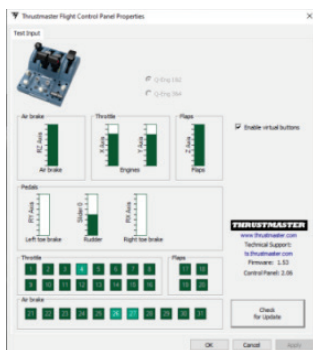 Thrustmaster Flight Control Panel Properties
Test Input
Q-Eng 1&2
Q-Eng 3&4
Air brake
Throttle
Flaps
RZ Axis
X Axis
Y Axis
Z Axis
Enable virtual buttons
Air brake
Engines
Flaps
Pedals
RY Axis
Slider 0
RX Axis
Left toe brake
Rudder
Right toe brake
THRUSTMASTER
www.thrustmaster.com
Technical Support:
ts.thrustmaster.com
Firmware: 1.53
Control Panel: 2.06
Throttle
Flaps
1 2 3 4 5 6 7 8
17 18
9 10 11 12 13 14 15 16
19 20
Air brake
21 22 23 24 25 26 27 28 29 30 31
Check
for Update
OK
Cancel
Apply